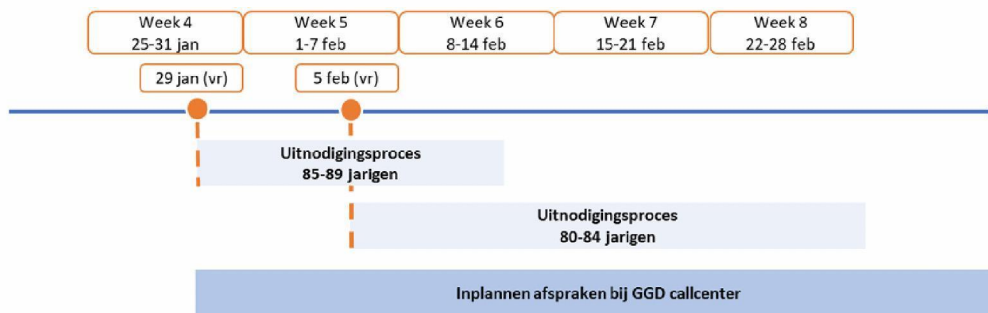 Week 4
25-31 jan
Week 5
1-7 feb
Week 6
8-14 feb
Week 7
15-21 feb
Week 8
22-28 feb
29 jan (vr)
5 feb (vr)
Uitnodigingsproces
85-89 jarigen
Uitnodigingsproces
80-84 jarigen
Inplannen afspraken bij GGD callcenter